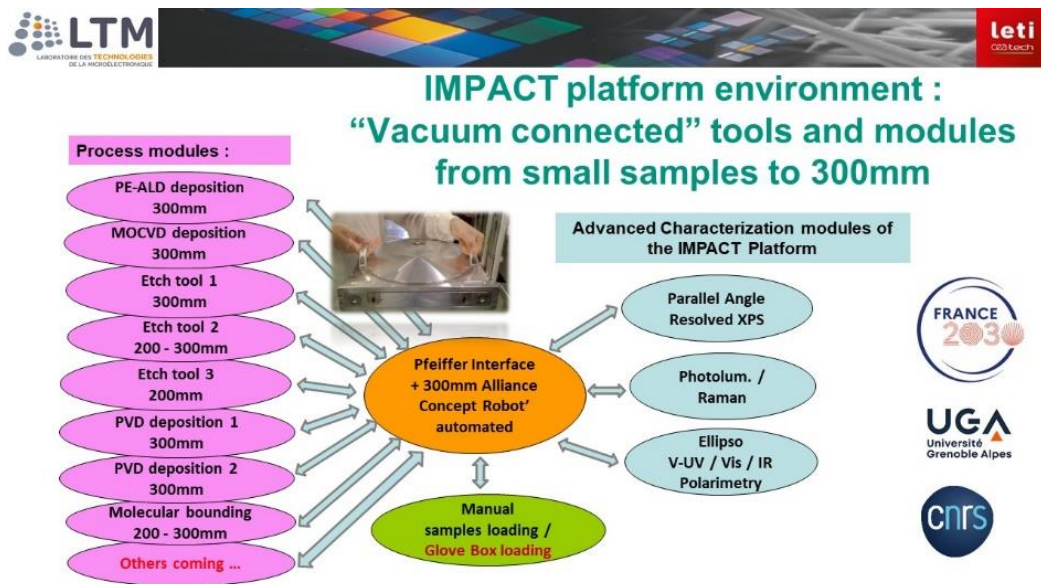 LTM
LABORATOIRE DES TECHNOLOGIES
DE LA MICROÉLECTRONIQUE
leti
ceatech
IMPACT platform environment :
“Vacuum connected” tools and modules
from small samples to 300mm
Process modules :
PE-ALD deposition
300mm
MOCVD deposition
300mm
Etch tool 1
300mm
Etch tool 2
200 - 300mm
Etch tool 3
200mm
PVD deposition 1
300mm
PVD deposition 2
300mm
Molecular bounding
200 - 300mm
Others coming ...
Pfeiffer Interface
+ 300mm Alliance
Concept Robot’
automated
Manual
samples loading /
Glove Box loading
Advanced Characterization modules of
the IMPACT Platform
Parallel Angle
Resolved XPS
Photolum. /
Raman
Ellipso
V-UV / Vis / IR
Polarimetry
FRANCE
2030
UGA
Université
Grenoble Alpes
cnrs